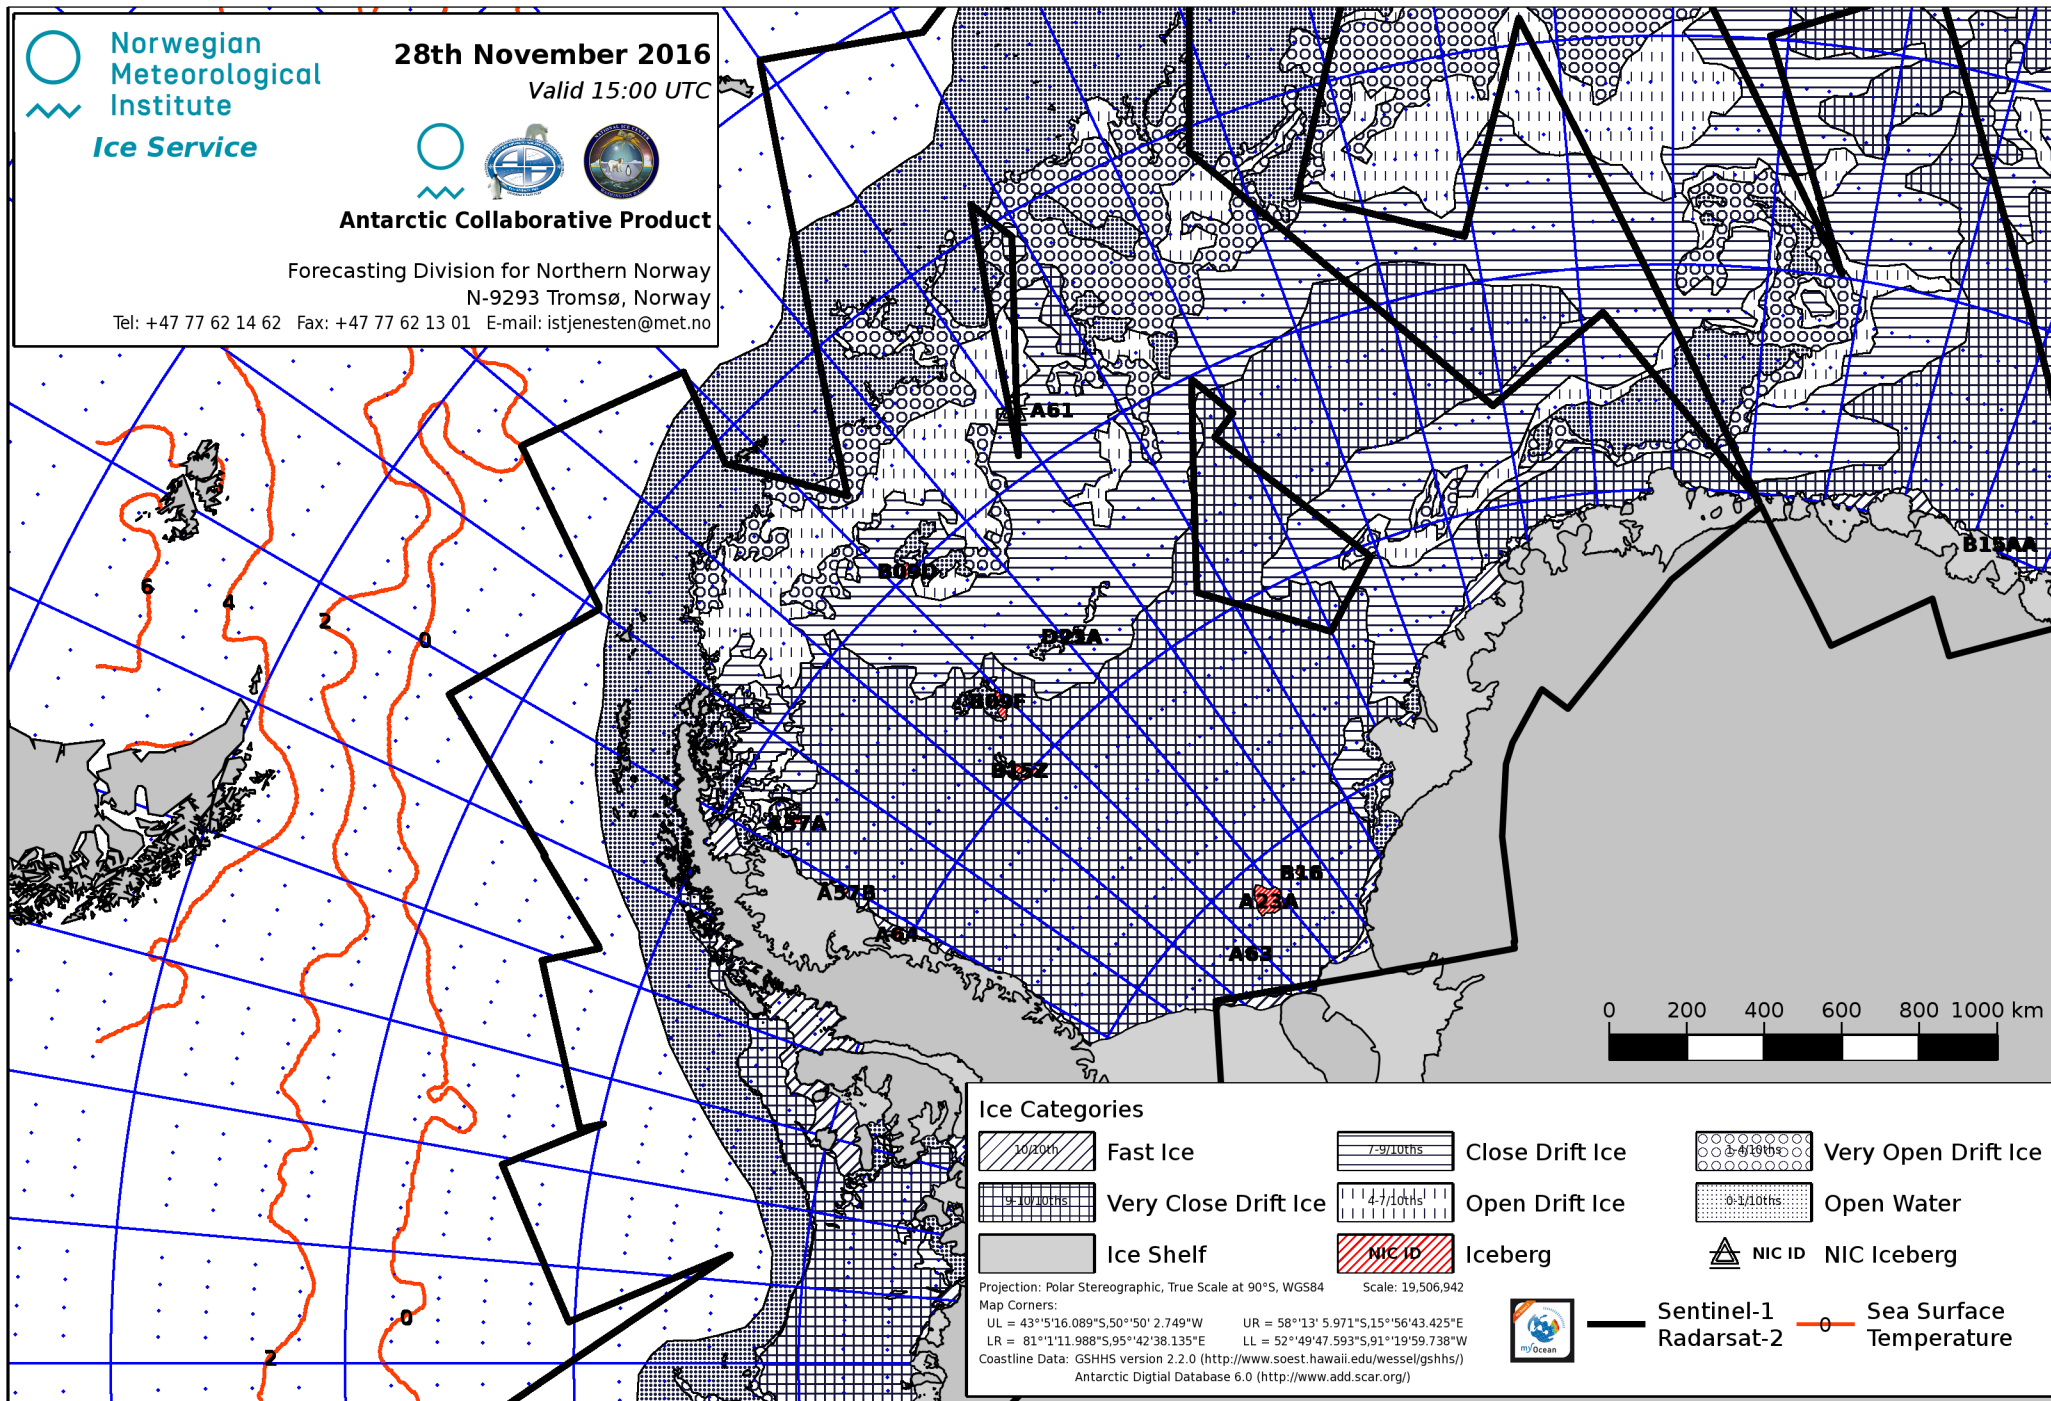 Norwegian
Meteorological
Institute
Ice Service
28th November 2016
Valid 15:00 UTC
Antarctic Collaborative Product
Forecasting Division for Northern Norway
N-9293 Tromsø, Norway
Tel: +47 77 62 14 62 Fax: +47 77 62 13 01 E-mail: istjenesten@met.no
A61
B15AA
B09D
6
4
2
0
B09F
B15Z
A57A
B16
A57B
A23A
A64
A63
0 200 400 600 800 1000 km
Ice Categories
10/10th Fast Ice
7-9/10ths Close Drift Ice
1-4/10ths Very Open Drift Ice
9-10/10ths Very Close Drift Ice
4-7/10ths Open Drift Ice
0-1/10ths Open Water
Ice Shelf
NIC ID Iceberg
NIC ID NIC Iceberg
Projection: Polar Stereographic, True Scale at 90°S, WGS84 Scale: 19,506,942
Map Corners:
UL = 43°'5'16.089"S,50°'50' 2.749"W UR = 58°'13' 5.971"S,15°'56'43.425"E
LR = 81°'1'11.988"S,95°'42'38.135"E LL = 52°'49'47.593"S,91°'19'59.738"W
Coastline Data: GSHHS version 2.2.0 (http://www.soest.hawaii.edu/wessel/gshhs/)
Antarctic Digtial Database 6.0 (http://www.add.scar.org/)
myOcean
Sentinel-1
Radarsat-2
0 Sea Surface
Temperature
0
2